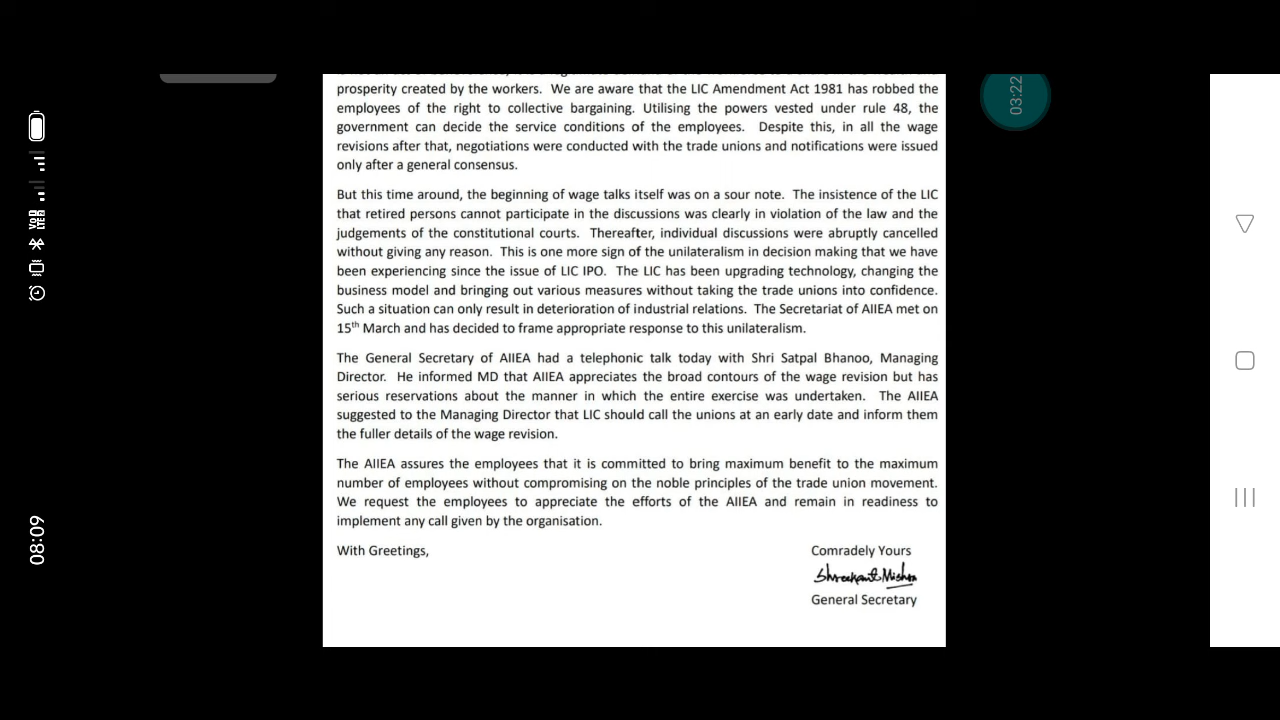 prosperity created by the workers. We are aware that the LIC Amendment Act 1981 has robbed the
employees of the right to collective bargaining. Utilising the powers vested under rule 48, the
government can decide the service conditions of the employees. Despite this, in all the wage
revisions after that, negotiations were conducted with the trade unions and notifications were issued
only after a general consensus.
But this time around, the beginning of wage talks itself was on a sour note. The insistence of the LIC
that retired persons cannot participate in the discussions was clearly in violation of the law and the
judgements of the constitutional courts. Thereafter, individual discussions were abruptly cancelled
without giving any reason. This is one more sign of the unilateralism in decision making that we have
been experiencing since the issue of LIC IPO. The LIC has been upgrading technology, changing the
business model and bringing out various measures without taking the trade unions into confidence.
Such a situation can only result in deterioration of industrial relations. The Secretariat of AIIEA met on
15th March and has decided to frame appropriate response to this unilateralism.
The General Secretary of AIIEA had a telephonic talk today with Shri Satpal Bhanoo, Managing
Director. He informed MD that AIIEA appreciates the broad contours of the wage revision but has
serious reservations about the manner in which the entire exercise was undertaken. The AIIEA
suggested to the Managing Director that LIC should call the unions at an early date and inform them
the fuller details of the wage revision.
The AIIEA assures the employees that it is committed to bring maximum benefit to the maximum
number of employees without compromising on the noble principles of the trade union movement.
We request the employees to appreciate the efforts of the AIIEA and remain in readiness to
implement any call given by the organisation.
With Greetings,
Comradely Yours
Shreekant Mishra
General Secretary
03:22
08:09